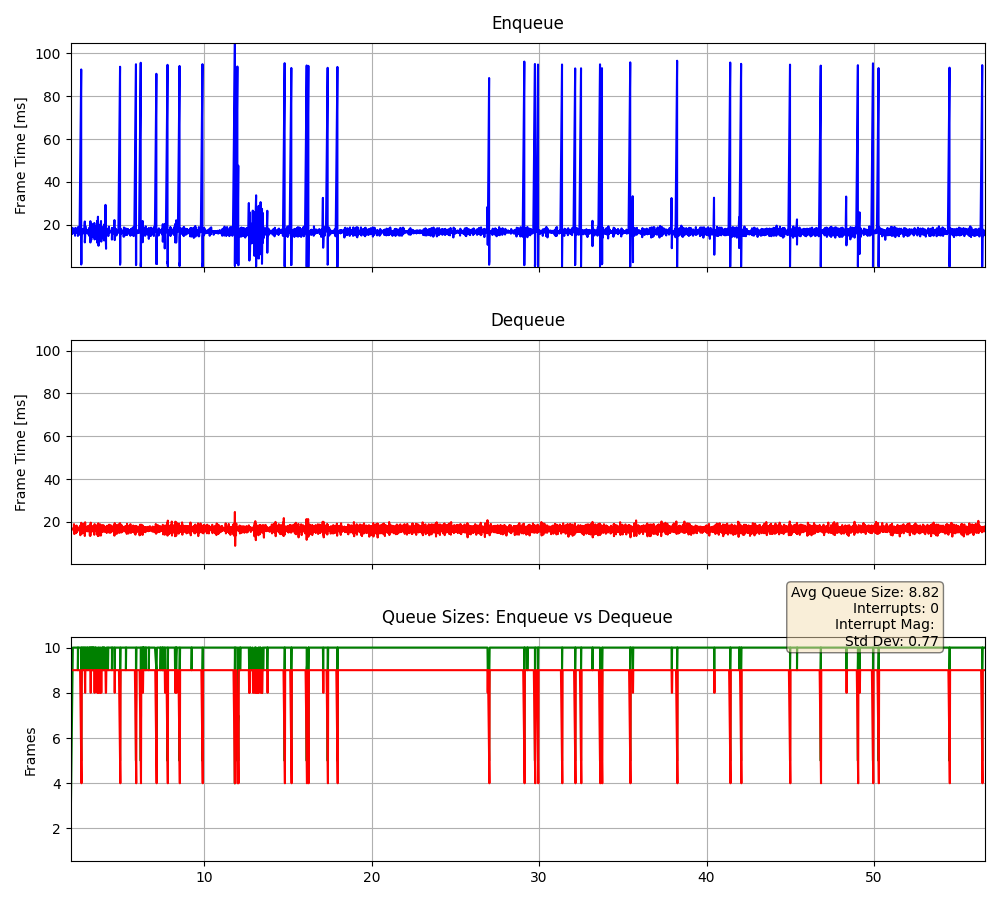 Enqueue
Frame Time [ms]
100
80
60
40
20
Dequeue
Frame Time [ms]
100
80
60
40
20
Queue Sizes: Enqueue vs Dequeue
Avg Queue Size: 8.82
Interrupts: 0
Interrupt Mag:
Std Dev: 0.77
Frames
10
8
6
4
2
10 20 30 40 50